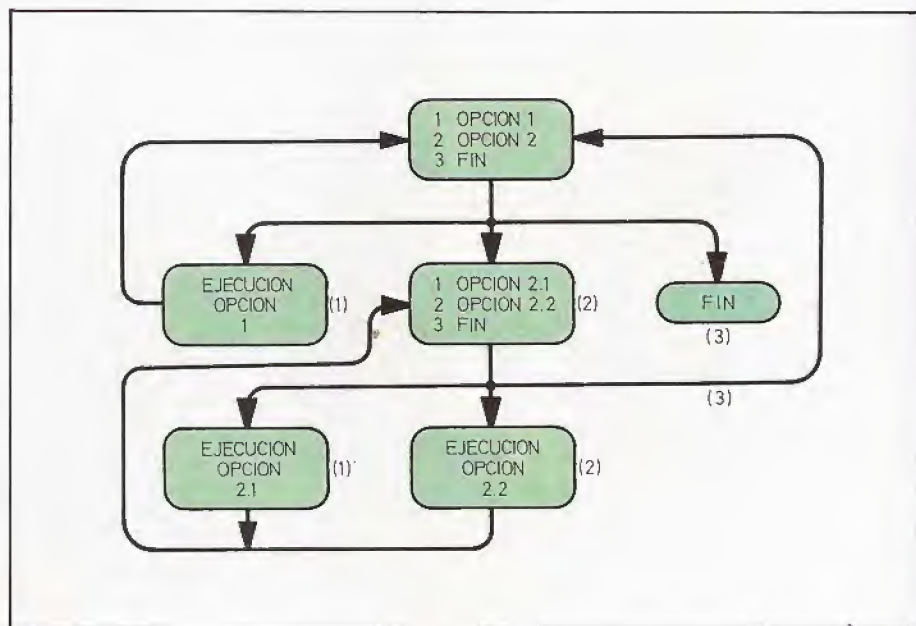 1 OPCION 1
2 OPCION 2
3 FIN
EJECUCION
OPCION
1
(1)
1 OPCION 2.1
2 OPCION 2.2
3 FIN
(2)
FIN
(3)
(3)
EJECUCION
OPCION
2.1
(1)
EJECUCION
OPCION
2.2
(2)